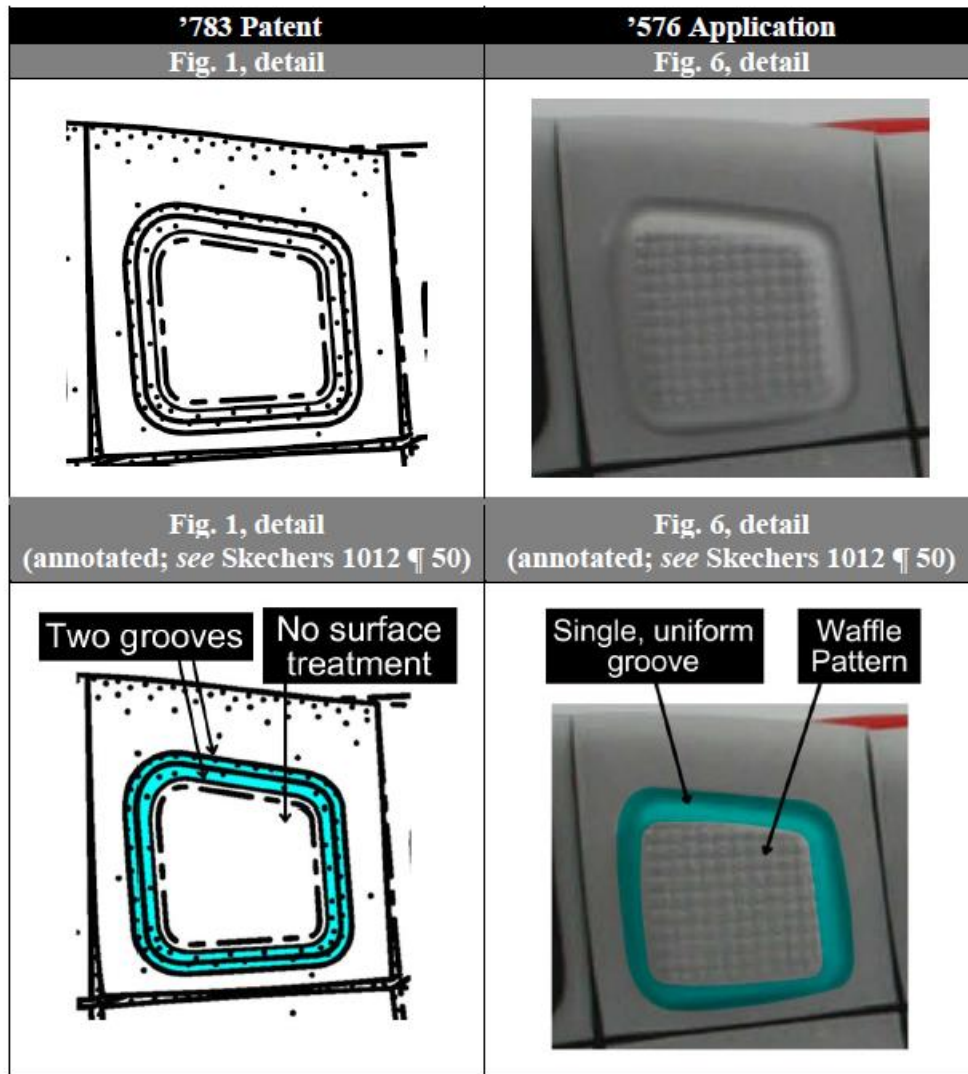 ’783 Patent
’576 Application
Fig. 1, detail
Fig. 6, detail
Fig. 1, detail
(annotated; see Skechers 1012 ¶ 50)
Fig. 6, detail
(annotated; see Skechers 1012 ¶ 50)
Two grooves
No surface
treatment
Single, uniform
groove
Waffle
Pattern